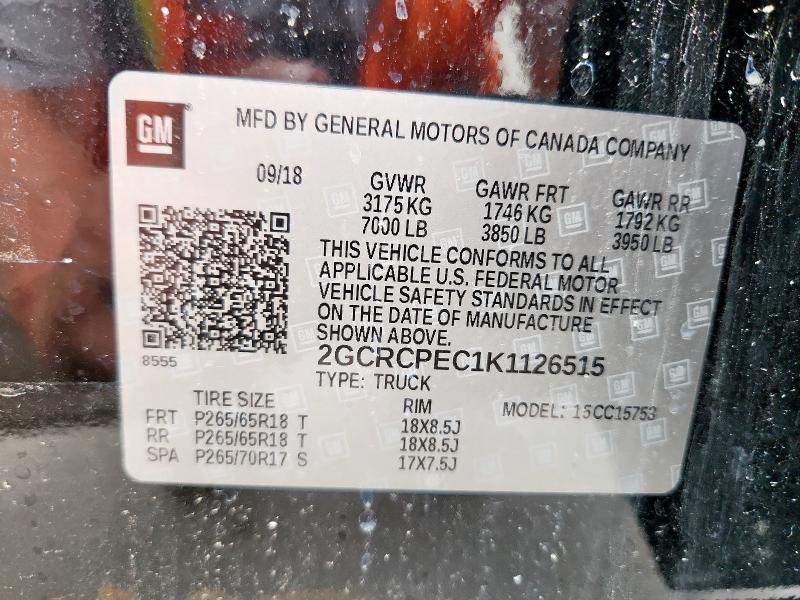 GM
MFD BY GENERAL MOTORS OF CANADA COMPANY
09/18
GVWR GAWR FRT GAWR RR
3175 KG 1746 KG 1792 KG
7000 LB 3850 LB 3950 LB
THIS VEHICLE CONFORMS TO ALL
APPLICABLE U.S. FEDERAL MOTOR
VEHICLE SAFETY STANDARDS IN EFFECT
ON THE DATE OF MANUFACTURE
SHOWN ABOVE.
8555
2GCRCPEC1K1126515
TYPE: TRUCK
TIRE SIZE RIM MODEL: 15CC15753
FRT P265/65R18 T 18X8.5J
RR P265/65R18 T 18X8.5J
SPA P265/70R17 S 17X7.5J